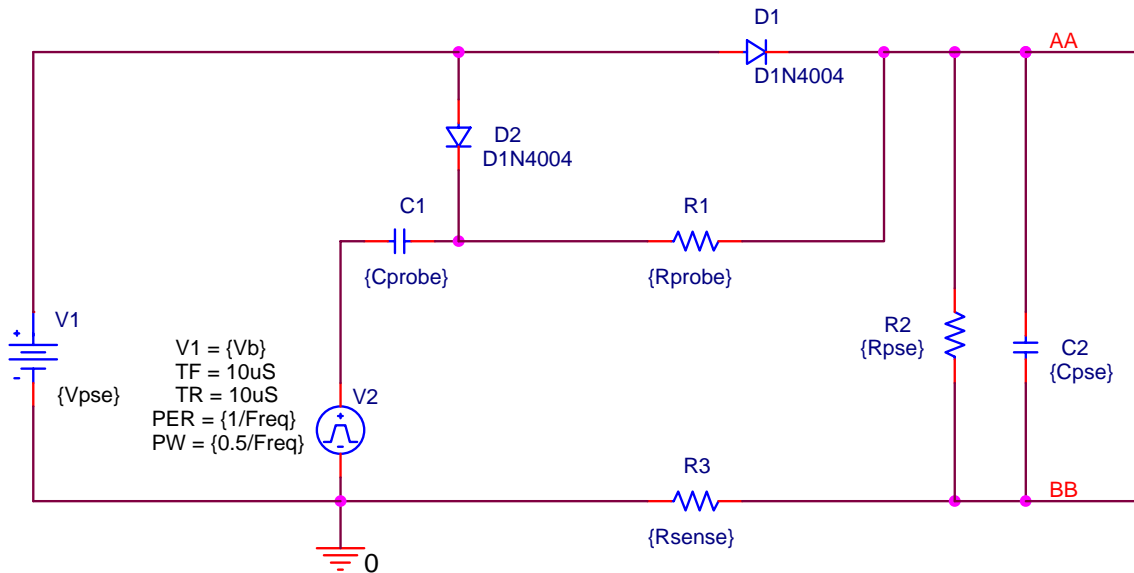 D1
AA
D1N4004
D2
D1N4004
C1
R1
{Cprobe}
{Rprobe}
V1
+
-
{Vpse}
V1 = {Vb}
TF = 10uS
TR = 10uS
PER = {1/Freq}
PW = {0.5/Freq}
V2
+
-
R2
{Rpse}
C2
{Cpse}
R3
BB
{Rsense}
0